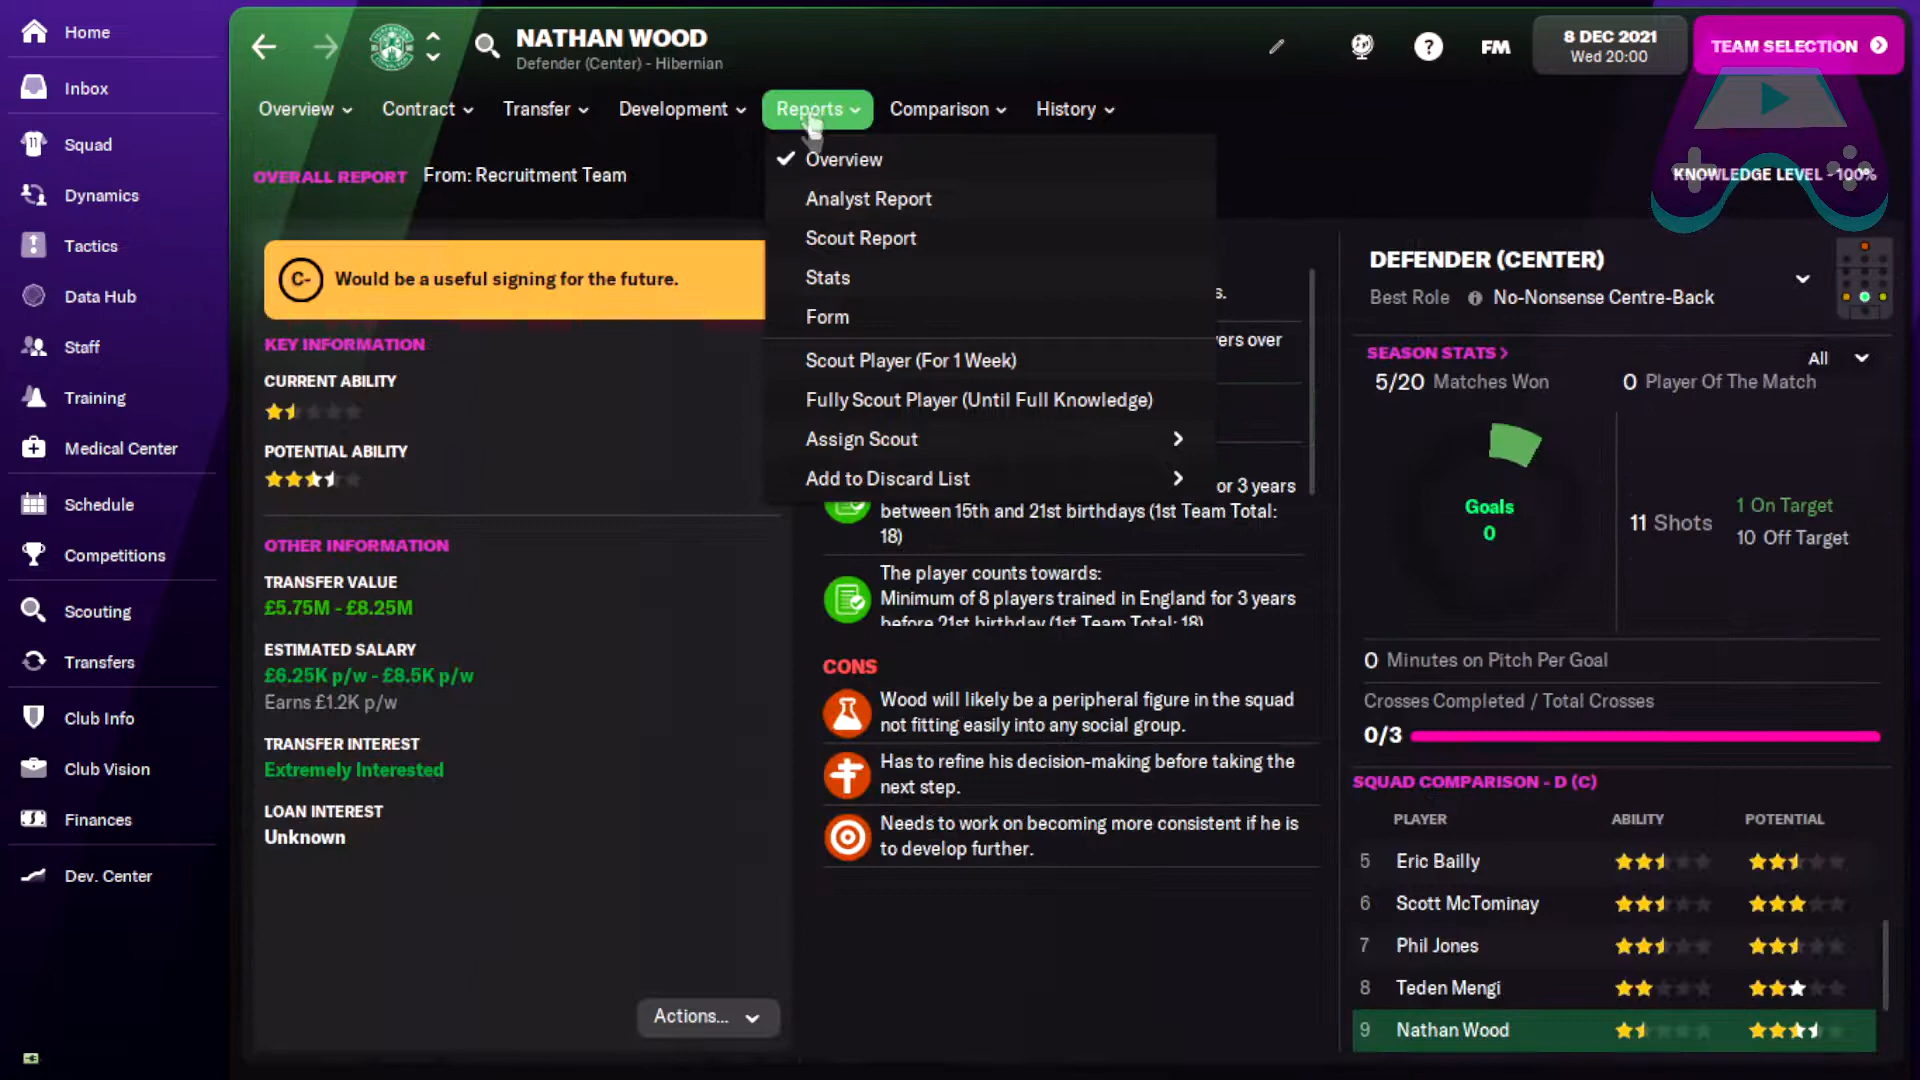 Home
Inbox
Squad
Dynamics
Tactics
Data Hub
Staff
Training
Medical Center
Schedule
Competitions
Scouting
Transfers
Club Info
Club Vision
Finances
Dev. Center
NATHAN WOOD
Defender (Center) - Hibernian
?
FM
8 DEC 2021
Wed 20:00
TEAM SELECTION
Overview
Contract
Transfer
Development
Reports
Comparison
History
OVERALL REPORT From: Recruitment Team
KNOWLEDGE LEVEL - 100%
Overview
Analyst Report
Scout Report
Stats
Form
Scout Player (For 1 Week)
Fully Scout Player (Until Full Knowledge)
Assign Scout
Add to Discard List
C- Would be a useful signing for the future.
KEY INFORMATION
CURRENT ABILITY
POTENTIAL ABILITY
OTHER INFORMATION
TRANSFER VALUE
£5.75M - £8.25M
ESTIMATED SALARY
£6.25K p/w - £8.5K p/w
Earns £1.2K p/w
TRANSFER INTEREST
Extremely Interested
LOAN INTEREST
Unknown
Actions...
s.
vers over
or 3 years
between 15th and 21st birthdays (1st Team Total:
18)
The player counts towards:
Minimum of 8 players trained in England for 3 years
before 21st birthday (1st Team Total: 18)
CONS
Wood will likely be a peripheral figure in the squad
not fitting easily into any social group.
Has to refine his decision-making before taking the
next step.
Needs to work on becoming more consistent if he is
to develop further.
DEFENDER (CENTER)
Best Role No-Nonsense Centre-Back
SEASON STATS
All
5/20 Matches Won
0 Player Of The Match
Goals
0
11 Shots
1 On Target
10 Off Target
0 Minutes on Pitch Per Goal
Crosses Completed / Total Crosses
0/3
SQUAD COMPARISON - D (C)
PLAYER ABILITY POTENTIAL
5 Eric Bailly
6 Scott McTominay
7 Phil Jones
8 Teden Mengi
9 Nathan Wood